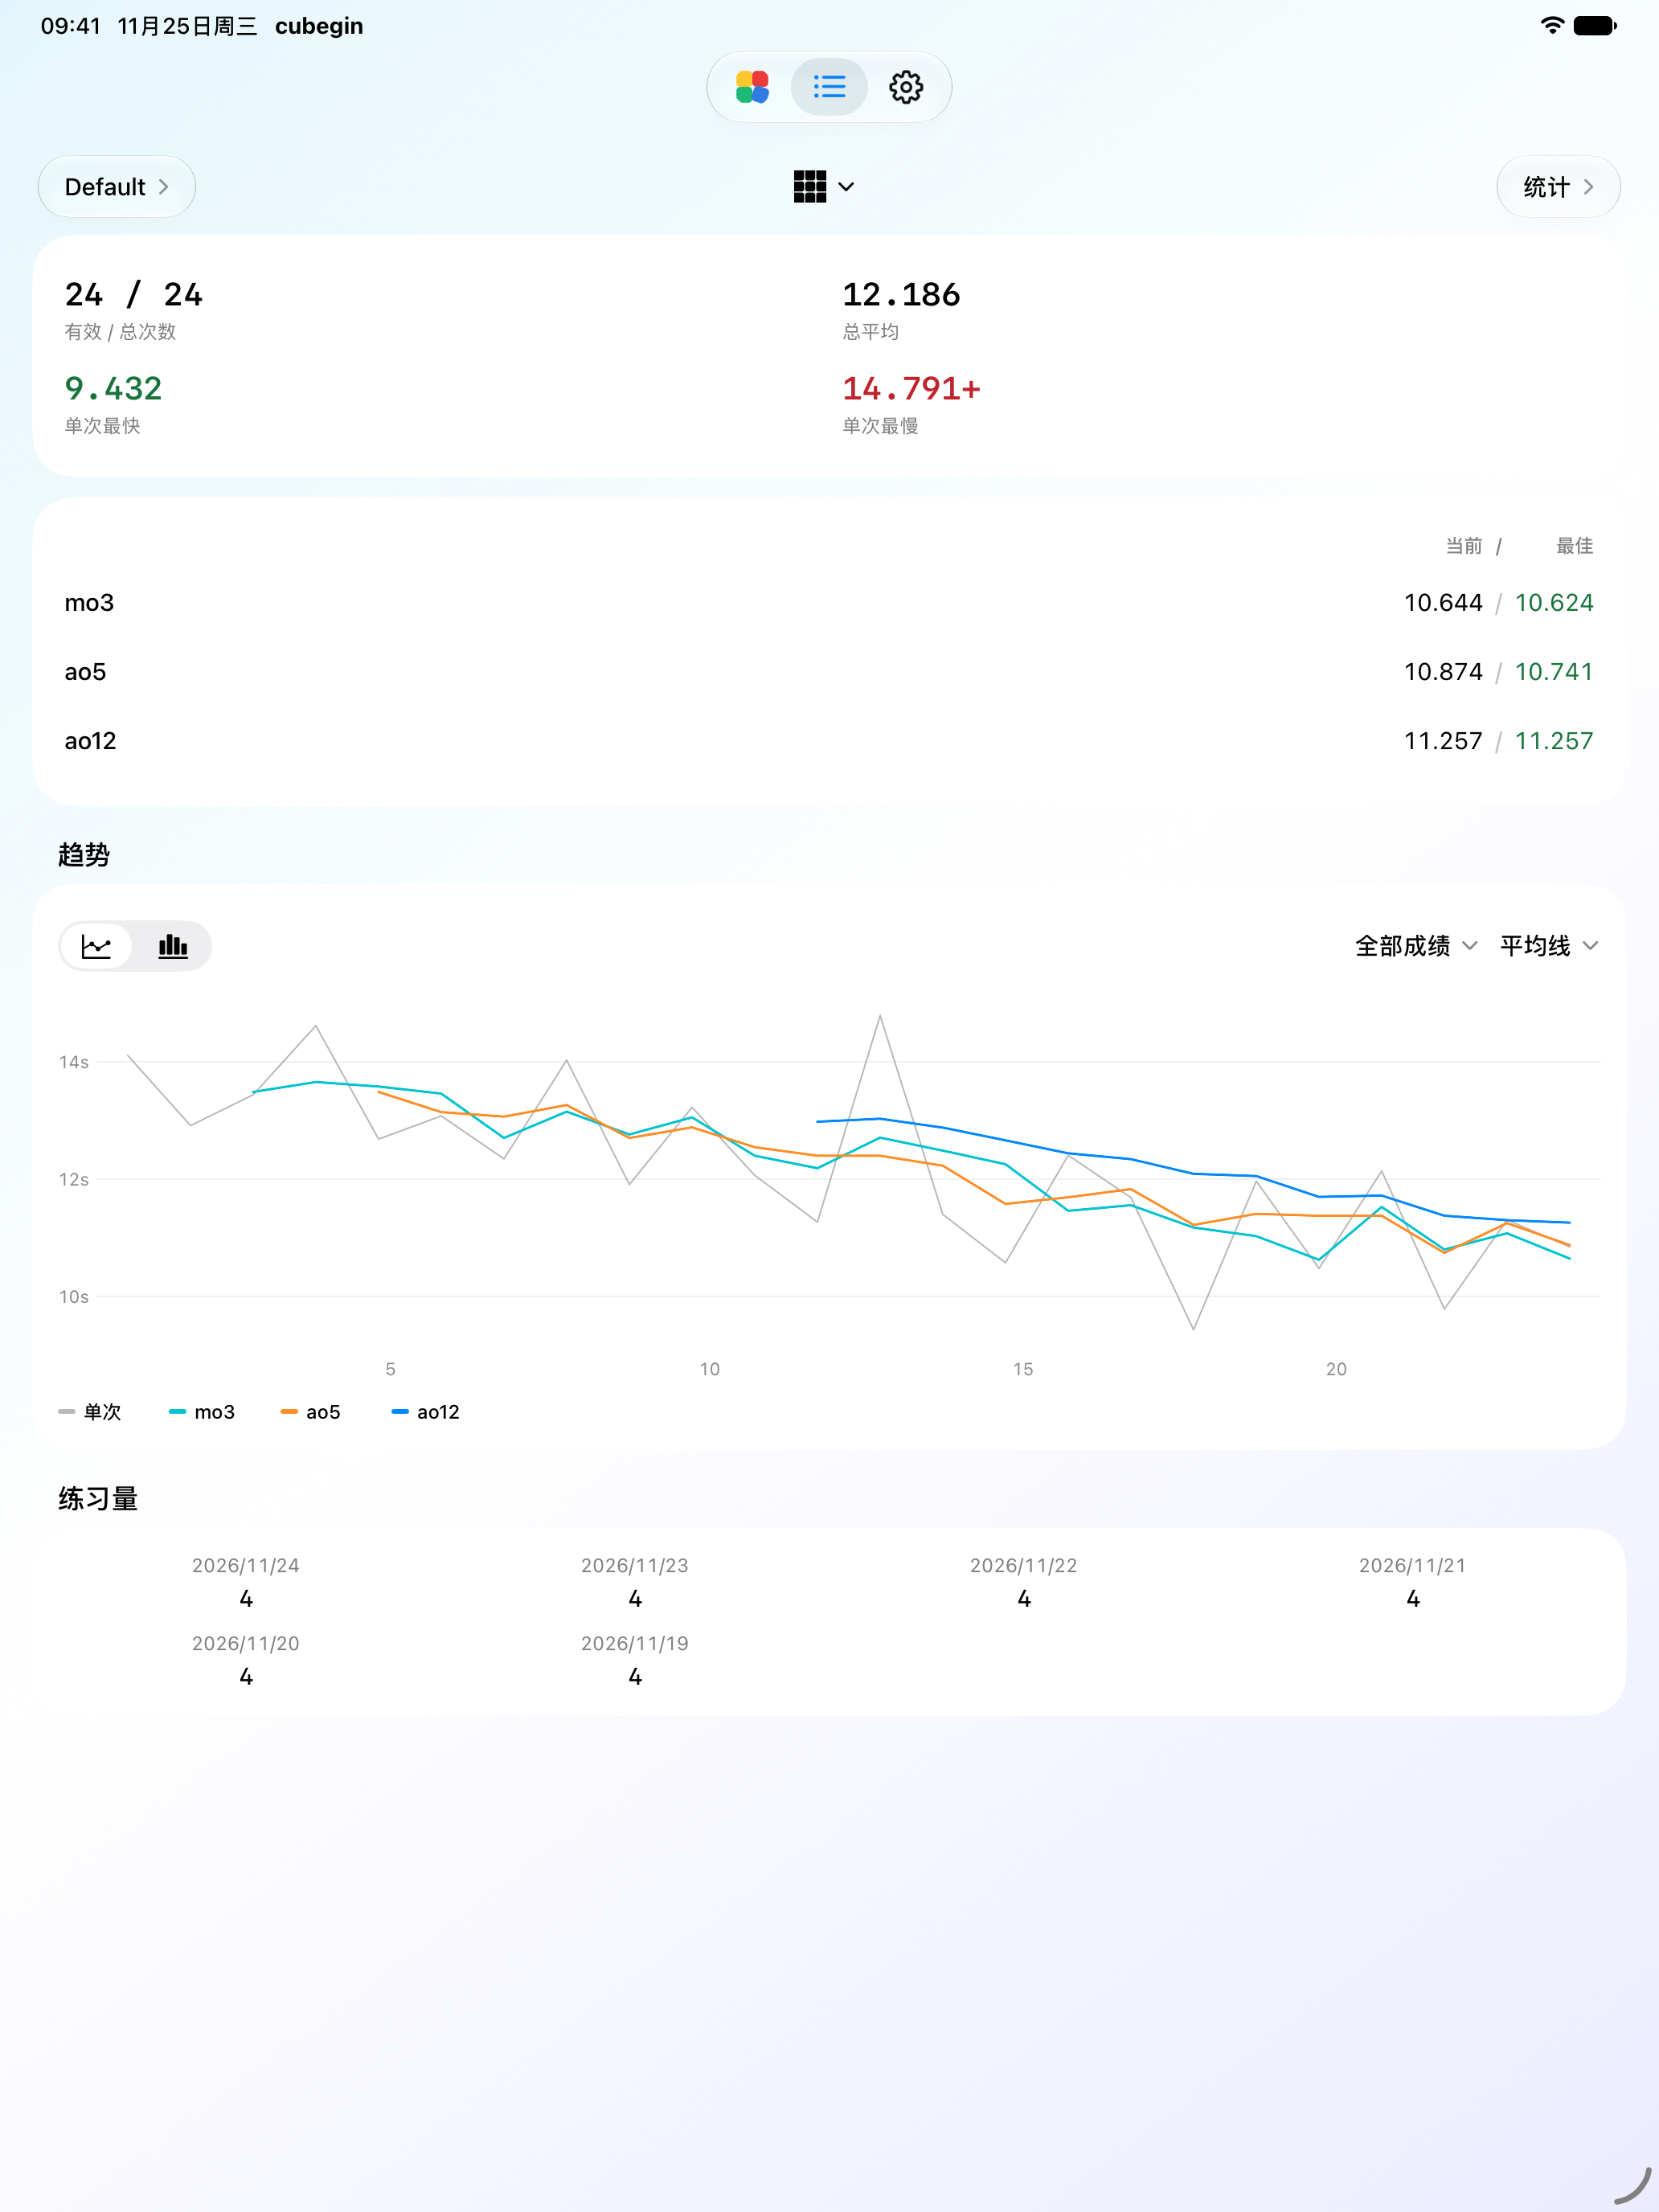 09:41 11月25日周三 cubegin
Default
统计
24 / 24
有效 / 总次数
12.186
总平均
9.432
单次最快
14.791+
单次最慢
当前 / 最佳
mo3 10.644 / 10.624
ao5 10.874 / 10.741
ao12 11.257 / 11.257
趋势
全部成绩 平均线
14s
12s
10s
5 10 15 20
单次 mo3 ao5 ao12
练习量
2026/11/24 2026/11/23 2026/11/22 2026/11/21
4 4 4 4
2026/11/20 2026/11/19
4 4